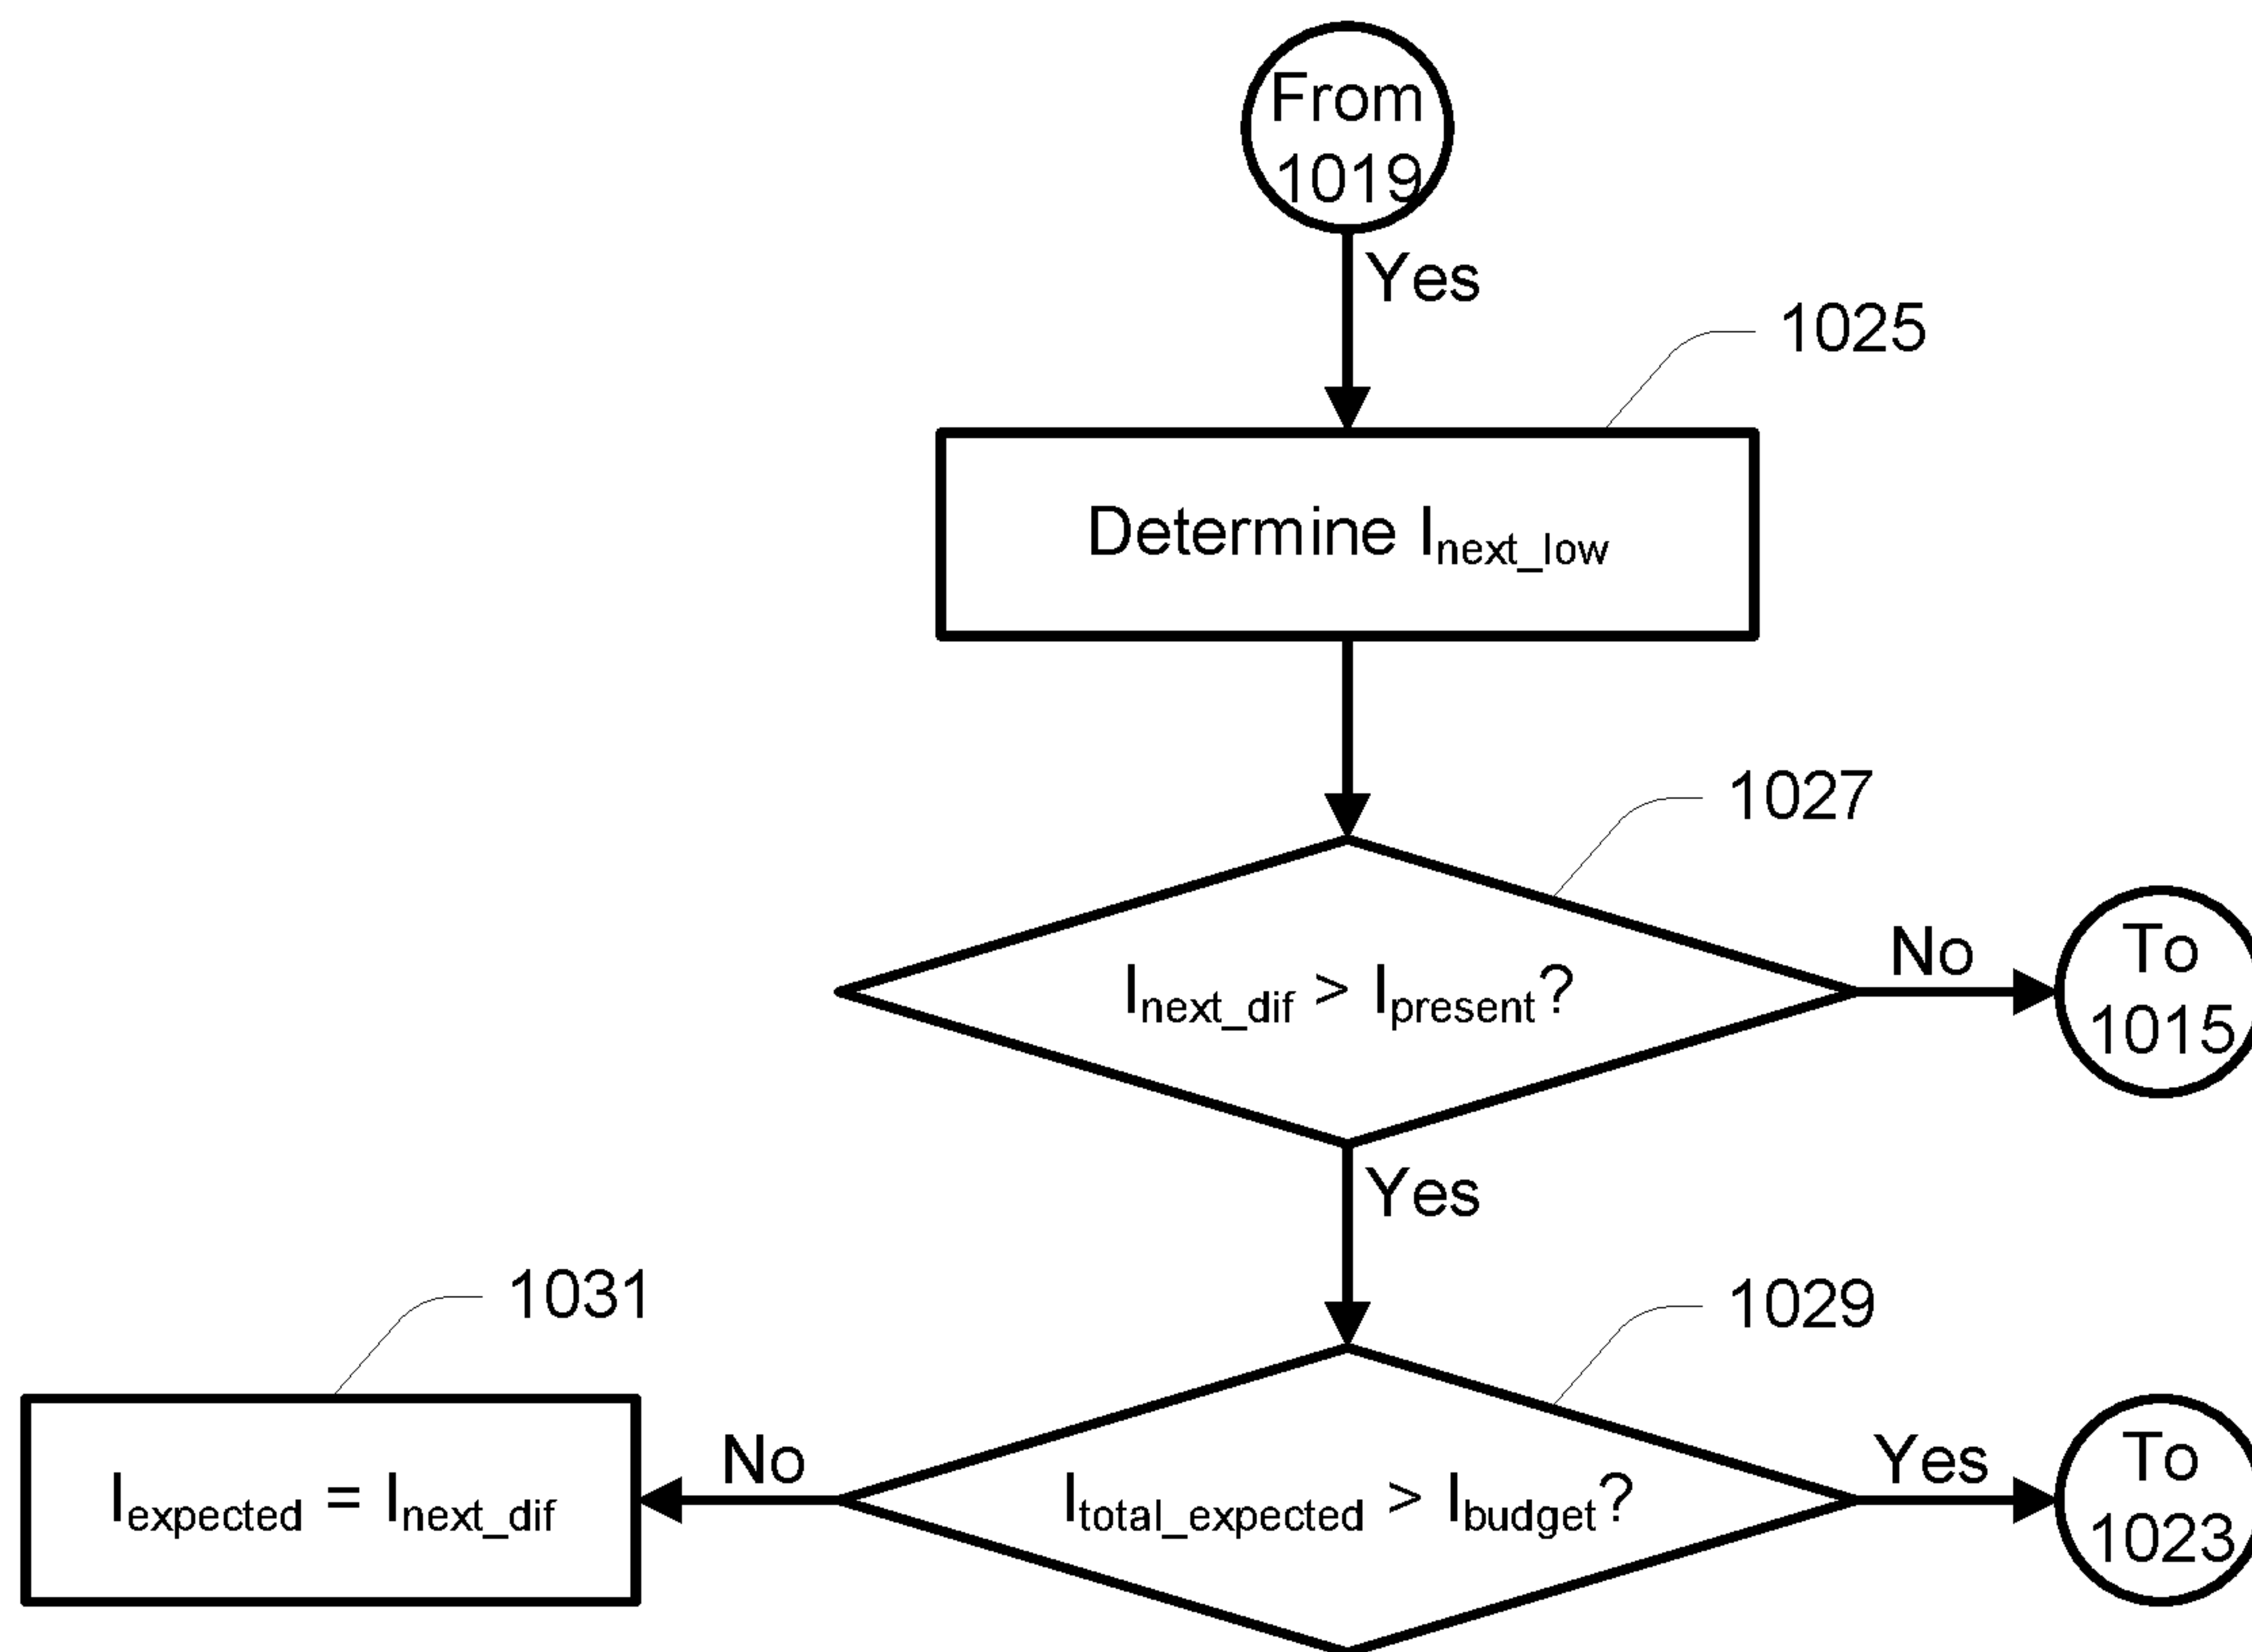 From
1019
Yes
1025
Determine Inext_low
1027
Inext_dif > Ipresent?
No
To
1015
Yes
1031
1029
Iexpected = Inext_dif
No
Itotal_expected > Ibudget?
Yes
To
1023